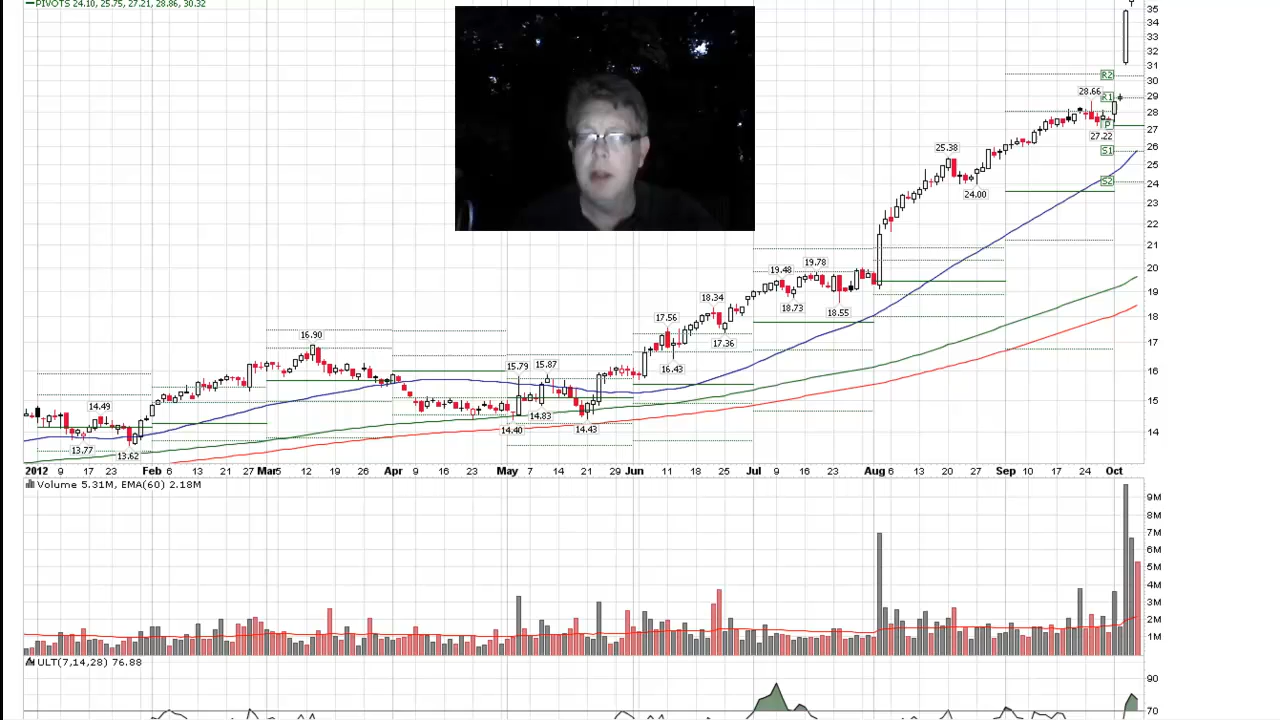 PIVOTS 24.10, 25.75, 27.21, 28.86, 30.32
35
34
33
32
31
R2 30
28.66 R1 29
28
P 27
27.22
26
25.38 S1
25
24.00 S2 24
23
22
21
19.48 19.78 20
18.34 18.73 18.55 19
17.56 18
17.36
16.90 16.43 17
15.79 15.87 16
14.49 14.83 15
13.77 13.62 14.40 14.43 14
2012 9 17 23 Feb 6 13 21 27 Mar 5 12 19 26 Apr 9 16 23 May 7 14 21 29 Jun 11 18 25 Jul 9 16 23 Aug 6 13 20 27 Sep 10 17 24 Oct
Volume 5.31M, EMA(60) 2.18M
9M
8M
7M
6M
5M
4M
3M
2M
1M
ULT(7,14,28) 76.88
90
70